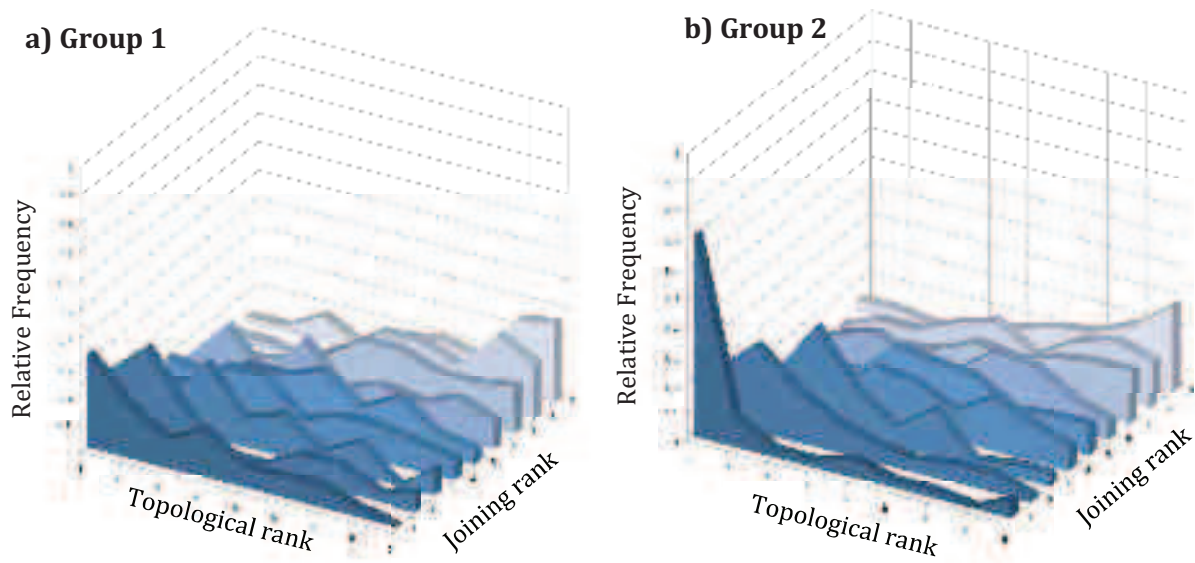 a) Group 1
Relative Frequency
Topological rank
Joining rank
b) Group 2
Relative Frequency
Topological rank
Joining rank